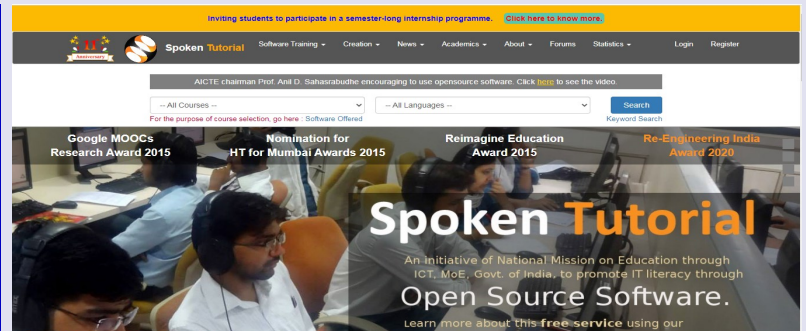 Inviting students to participate in a semester-long internship programme. Click here to know more.
11
Anniversary
Spoken Tutorial Software Training Creation News Academics About Forums Statistics Login Register
AICTE chairman Prof. Anil D. Sahasrabudhe encouraging to use opensource software. Click here to see the video.
-- All Courses -- -- All Languages -- Search
For the purpose of course selection, go here : Software Offered Keyword Search
Google MOOCs
Research Award 2015
Nomination for
HT for Mumbai Awards 2015
Reimagine Education
Award 2015
Re-Engineering India
Award 2020
Spoken Tutorial
An initiative of National Mission on Education through
ICT, MoE, Govt. of India, to promote IT literacy through
Open Source Software.
Learn more about this free service using our